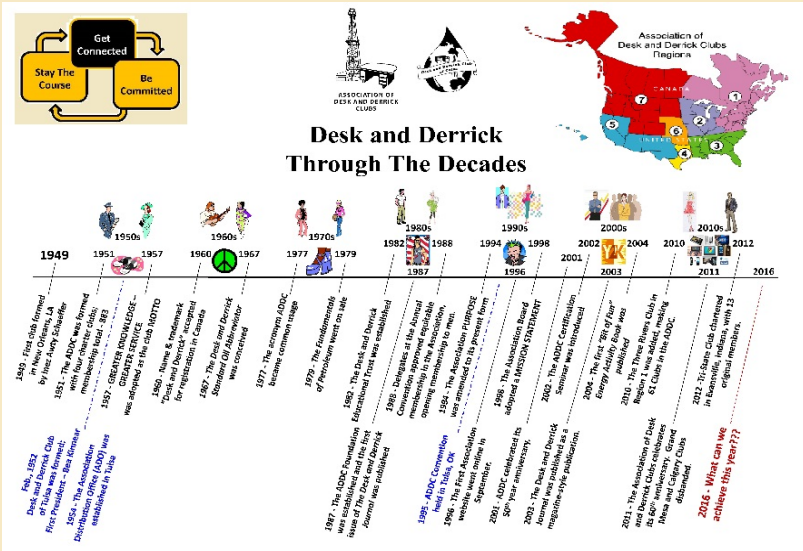 Get
Connected
Stay The
Course
Be
Committed
ASSOCIATION OF
DESK AND DERRICK
CLUBS
Association of
Desk and Derrick Clubs
Regions
CANADA
UNITED STATES
1
2
3
4
5
6
7
Desk and Derrick
Through The Decades
1950s
1960s
1970s
1980s
1990s
2000s
2010s
1949
1951
1957
1960
1967
1977
1979
1982
1987
1988
1994
1996
1998
2001
2002
2003
2004
2010
2011
2012
2016
1949 - First club formed
in New Orleans, LA
by Inez Awty Schaeffer
1951 - The ADDC was formed
with four charter clubs;
membership total - 883
Feb, 1952
Desk and Derrick Club
of Tulsa was formed:
First President – Bea Kinnear
1954 - The Association
Distribution Office (ADO) was
established in Tulsa
1957 - GREATER KNOWLEDGE –
GREATER SERVICE
was adopted as the club MOTTO
1960 - Name & trademark
"Desk and Derrick" accepted
for registration in Canada
1967 - The Desk and Derrick
Standard Oil Abbreviator
was conceived
1977 - The acronym ADDC
became common usage
1979 - The Fundamentals
of Petroleum went on sale
1982 - The Desk and Derrick
Educational Trust was established
1987 - The ADDC Foundation
was established and the first
issue of The Desk and Derrick
Journal was published
1988 - Delegates at the Annual
Convention approved equitable
membership in the Association,
opening membership to men.
1994 - The Association PURPOSE
was amended to its present form
1995 - ADDC Convention
held in Tulsa, OK
1996 - The First Association
website went online in
September.
1998 - The Association Board
adopted a MISSION STATEMENT
2001 - ADDC celebrated its
50th year anniversary.
2002 - The ADDC Certification
Seminar was introduced
2003 - The Desk and Derrick
Journal was published as a
magazine-style publication.
2004 - The first "Bit of Fun"
Energy Activity Book was
published
2010 - The Three Rivers Club in
Region 1 was added, making
61 Clubs in the ADDC.
2011 - The Association of Desk
and Derrick Clubs celebrates
its 60th anniversary. Grand
Mesa and Calgary Clubs
disbanded.
2012 - Tri-State Club chartered
in Evansville, Indiana, with 13
original members.
2016 - What can we
achieve this year???